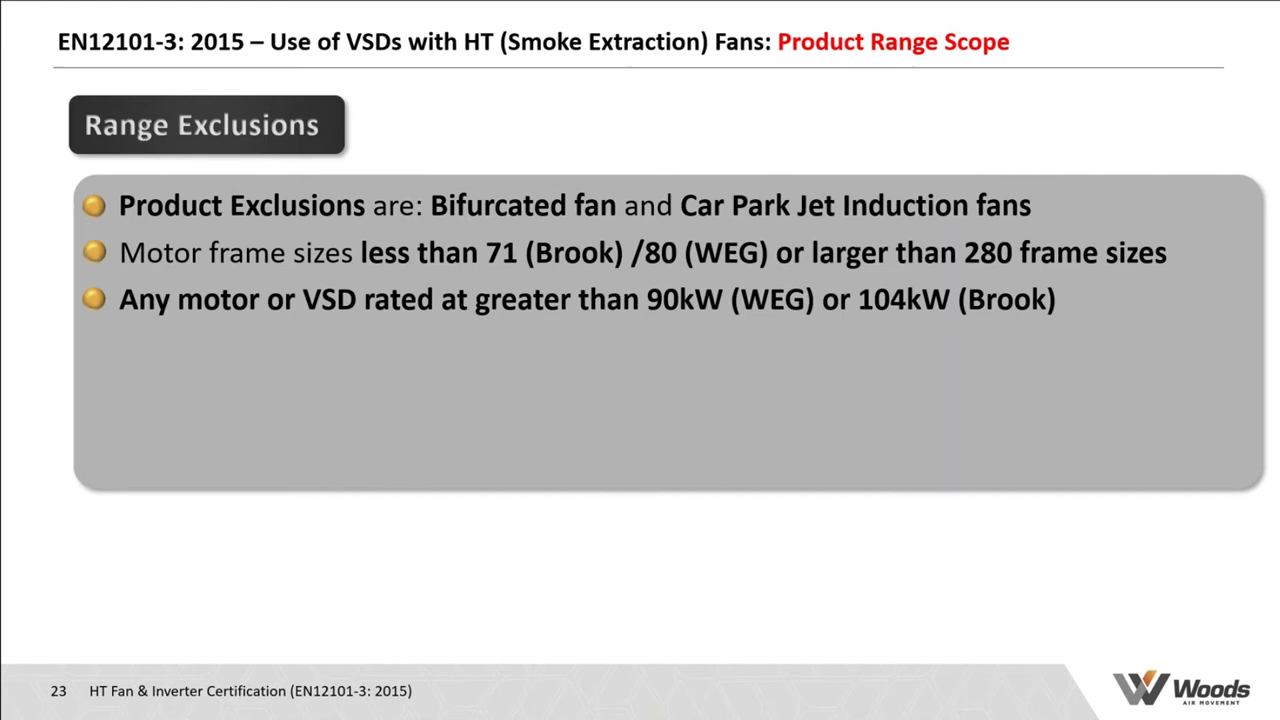 EN12101-3: 2015 – Use of VSDs with HT (Smoke Extraction) Fans: Product Range Scope
Range Exclusions
Product Exclusions are: Bifurcated fan and Car Park Jet Induction fans
Motor frame sizes less than 71 (Brook) /80 (WEG) or larger than 280 frame sizes
Any motor or VSD rated at greater than 90kW (WEG) or 104kW (Brook)
23 HT Fan & Inverter Certification (EN12101-3: 2015)
Woods
AIR MOVEMENT